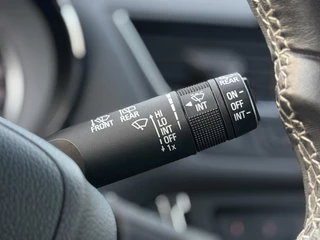 FRONT
REAR
HI
LO
INT
OFF
1x
INT
REAR
ON
OFF
INT